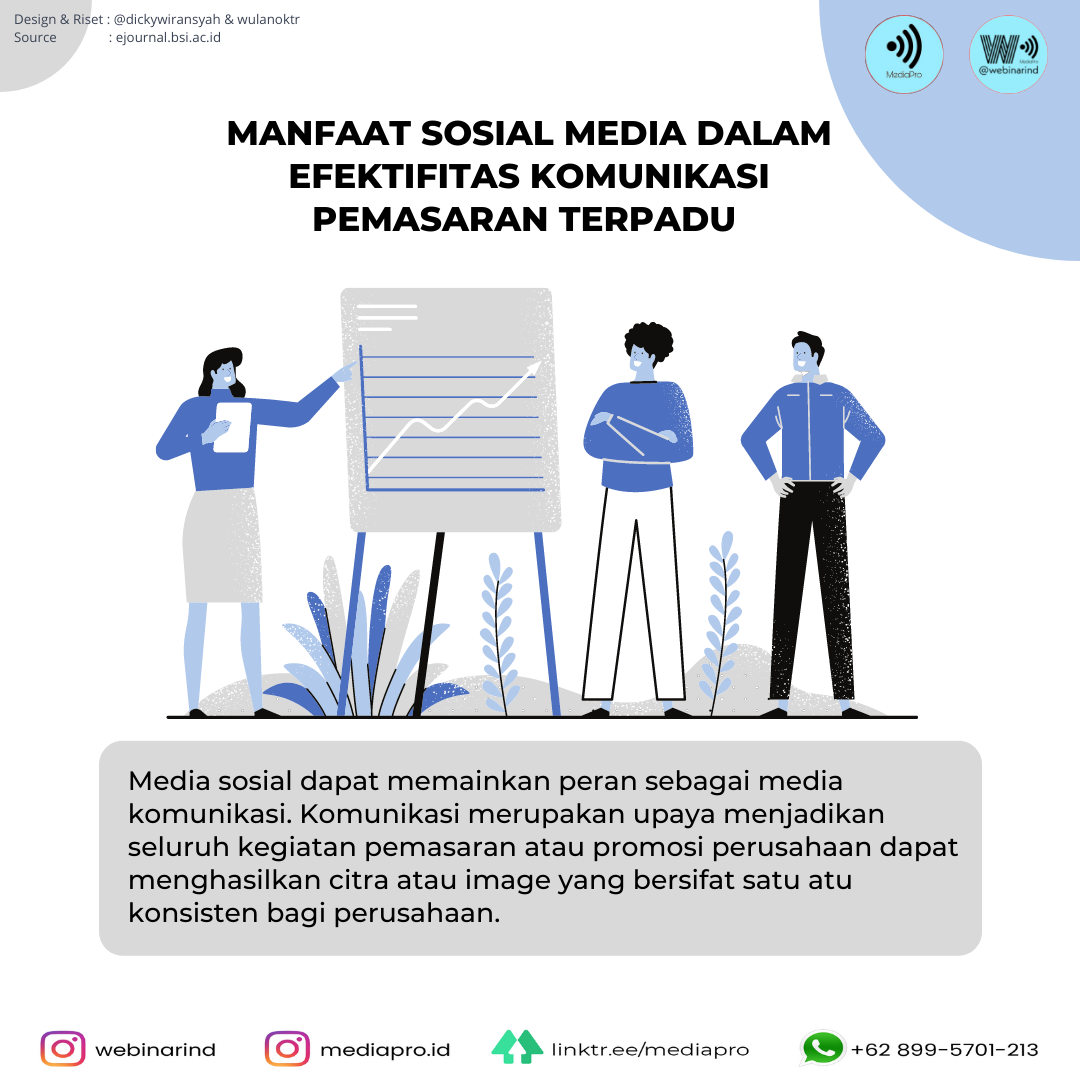 Design & Riset : @dickywiransyah & wulanoktr
Source : ejournal.bsi.ac.id
MediaPro
W MediaPro
@webinarind
MANFAAT SOSIAL MEDIA DALAM
EFEKTIFITAS KOMUNIKASI
PEMASARAN TERPADU
Media sosial dapat memainkan peran sebagai media
komunikasi. Komunikasi merupakan upaya menjadikan
seluruh kegiatan pemasaran atau promosi perusahaan dapat
menghasilkan citra atau image yang bersifat satu atu
konsisten bagi perusahaan.
webinarind mediapro.id linktr.ee/mediapro +62 899-5701-213